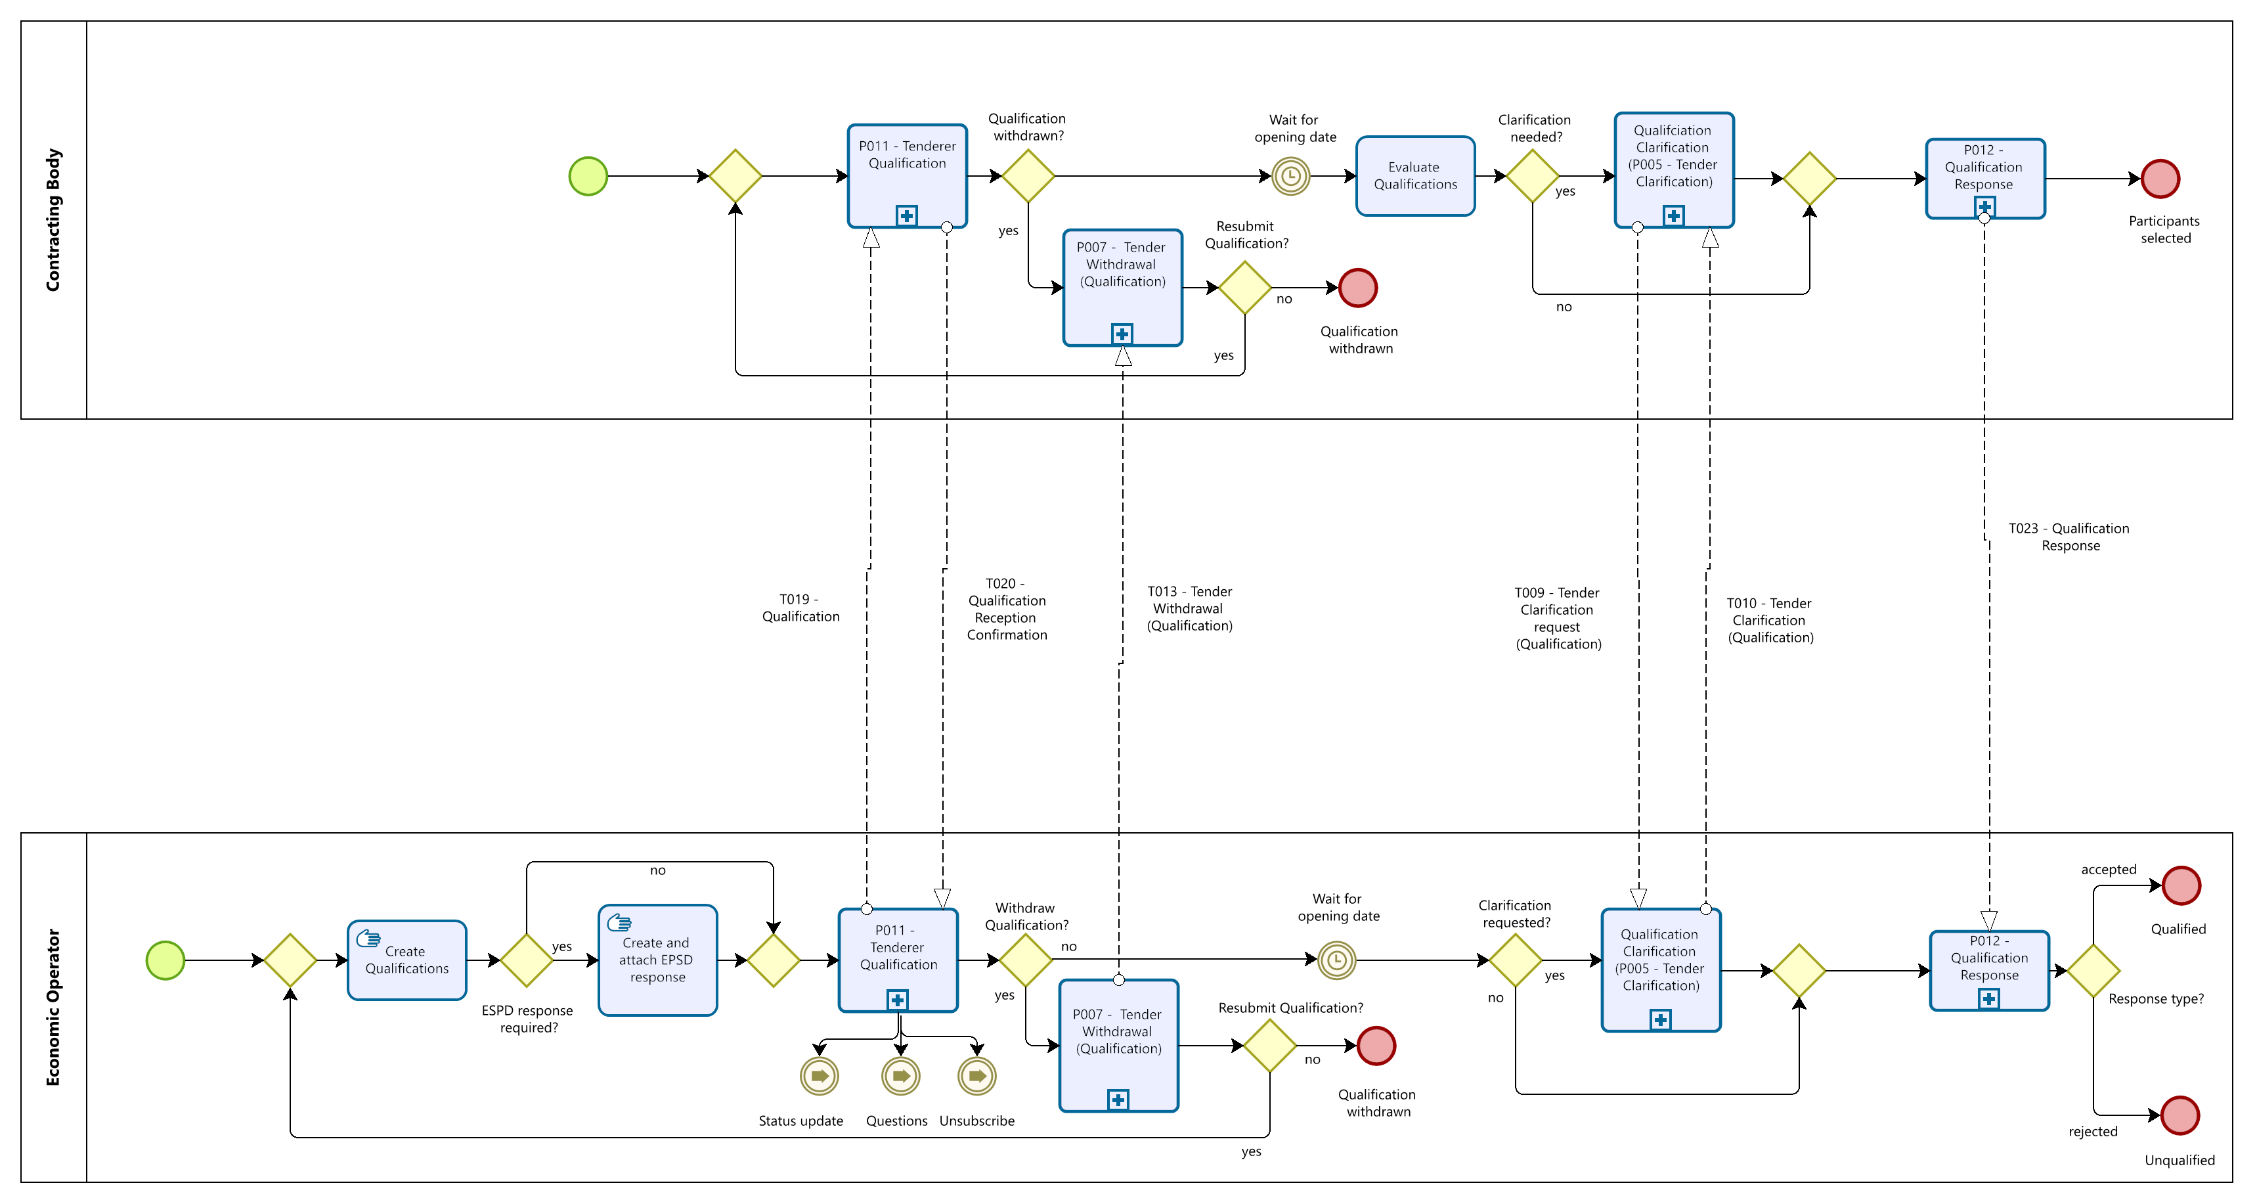 Contracting Body
P011 - Tenderer
Qualification
Qualification
withdrawn?
yes
P007 -  Tender
Withdrawal
(Qualification)
Resubmit
Qualification?
no
yes
Qualification
withdrawn
Wait for
opening date
Evaluate
Qualifications
Clarification
needed?
yes
no
Qualifciation
Clarification
(P005 - Tender
Clarification)
P012 -
Qualification
Response
Participants
selected
T019 -
Qualification
T020 -
Qualification
Reception
Confirmation
T013 - Tender
Withdrawal
(Qualification)
T009 - Tender
Clarification
request
(Qualification)
T010 - Tender
Clarification
(Qualification)
T023 - Qualification
Response
Economic Operator
Create
Qualifications
ESPD response
required?
no
yes
Create and
attach EPSD
response
P011 -
Tenderer
Qualification
Status update
Questions
Unsubscribe
Withdraw
Qualification?
no
yes
P007 -  Tender
Withdrawal
(Qualification)
Resubmit Qualification?
no
yes
Qualification
withdrawn
Wait for
opening date
Clarification
requested?
yes
no
Qualification
Clarification
(P005 - Tender
Clarification)
P012 -
Qualification
Response
Response type?
accepted
Qualified
rejected
Unqualified